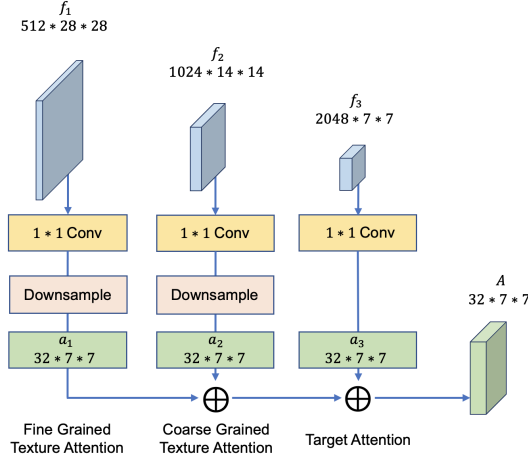 f₁
512 * 28 * 28
f₂
1024 * 14 * 14
f₃
2048 * 7 * 7
1 * 1 Conv
1 * 1 Conv
1 * 1 Conv
Downsample
Downsample
A
32 * 7 * 7
a₁
32 * 7 * 7
a₂
32 * 7 * 7
a₃
32 * 7 * 7
Fine Grained
Texture Attention
Coarse Grained
Texture Attention
Target Attention